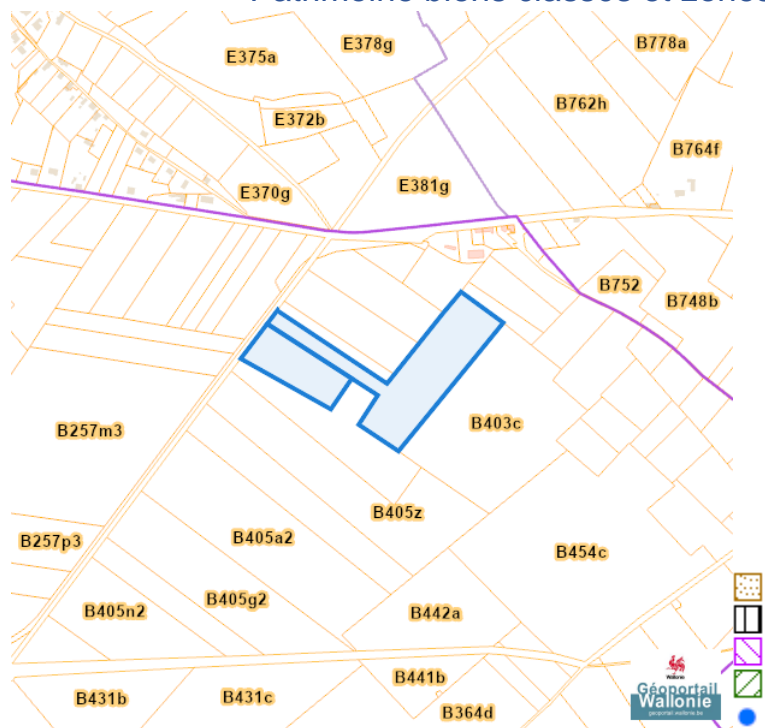 E378g
B778a
E375a
B762h
E372b
B764f
E370g
E381g
B752
B748b
B257m3
B403c
B405z
B257p3
B405a2
B454c
B405g2
B405n2
B442a
B441b
B431b
B431c
B364d
Wallonie
Géoportail
Wallonie
geoportail.wallonie.be